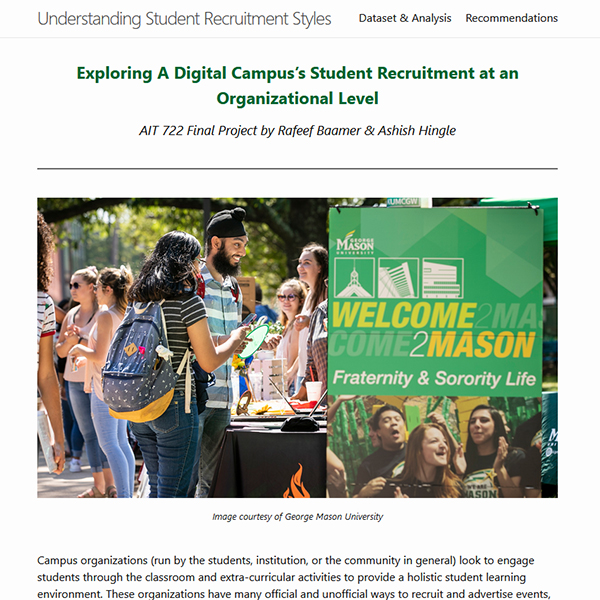 Understanding Student Recruitment Styles
Dataset & Analysis Recommendations
Exploring A Digital Campus’s Student Recruitment at an
Organizational Level
AIT 722 Final Project by Rafeef Baamer & Ashish Hingle
UMCGW
GEORGE
MASON
UNIVERSITY
WELCOME2MA
COME2MASON
Fraternity & Sorority Life
WE ARE
MASON
Image courtesy of George Mason University
Campus organizations (run by the students, institution, or the community in general) look to engage
students through the classroom and extra-curricular activities to provide a holistic student learning
environment. These organizations have many official and unofficial ways to recruit and advertise events,